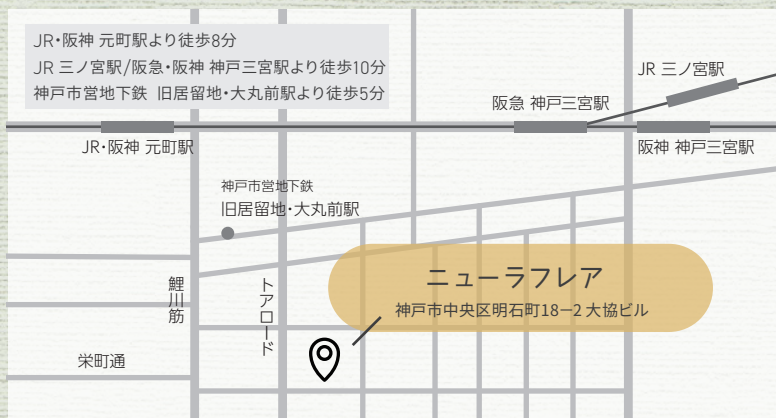 JR・阪神 元町駅より徒歩8分
JR 三ノ宮駅/阪急・阪神 神戸三宮駅より徒歩10分
神戸市営地下鉄 旧居留地・大丸前駅より徒歩5分
JR 三ノ宮駅
阪急 神戸三宮駅
JR・阪神 元町駅
阪神 神戸三宮駅
神戸市営地下鉄
旧居留地・大丸前駅
ニューラフレア
神戸市中央区明石町18−2 大協ビル
鯉川筋
トアロード
栄町通